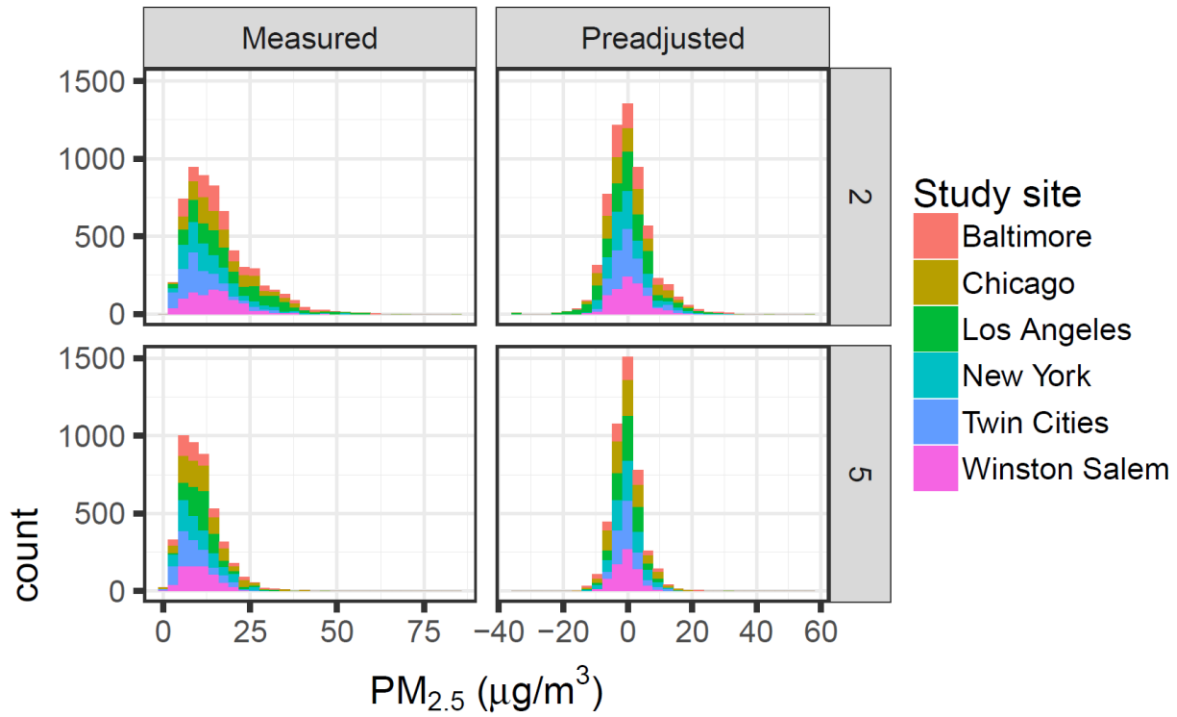 Measured
Preadjusted
1500
1000
500
0
2
1500
1000
500
0
5
count
0 25 50 75
−40 −20 0 20 40 60
PM2.5 (μg/m³)
Study site
Baltimore
Chicago
Los Angeles
New York
Twin Cities
Winston Salem